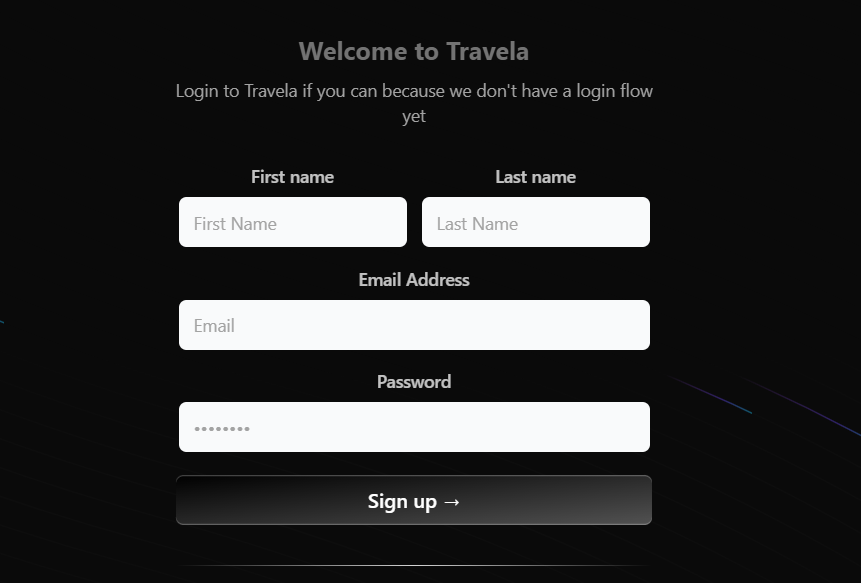 Welcome to Travela
Login to Travela if you can because we don't have a login flow
yet
First name
Last name
First Name
Last Name
Email Address
Email
Password
••••••••
Sign up →